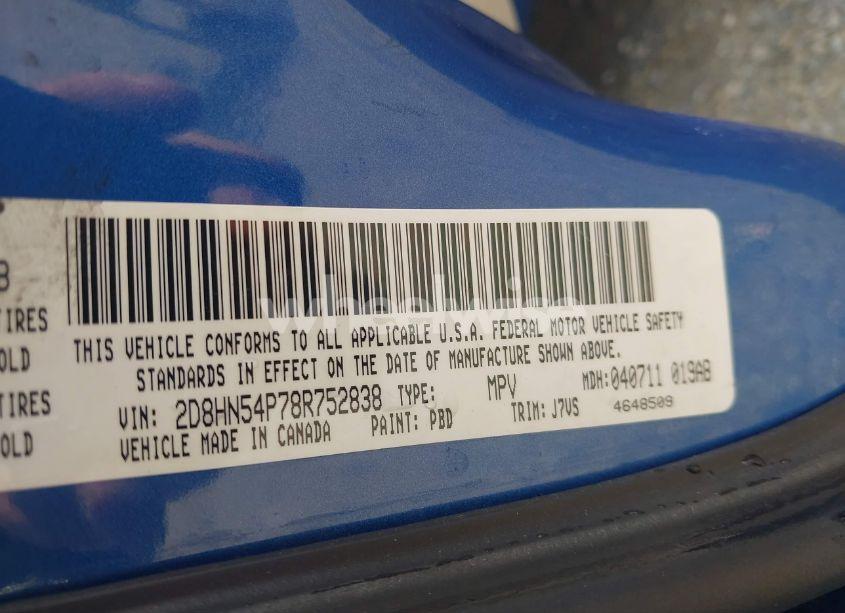 8
TIRES
OLD
TIRES
OLD
wheelwise
THIS VEHICLE CONFORMS TO ALL APPLICABLE U.S.A. FEDERAL MOTOR VEHICLE SAFETY
STANDARDS IN EFFECT ON THE DATE OF MANUFACTURE SHOWN ABOVE.
VIN: 2D8HN54P78R752838 TYPE: MPV MDH:040711 019AB
VEHICLE MADE IN CANADA PAINT: PBD TRIM: J7VS 4648509